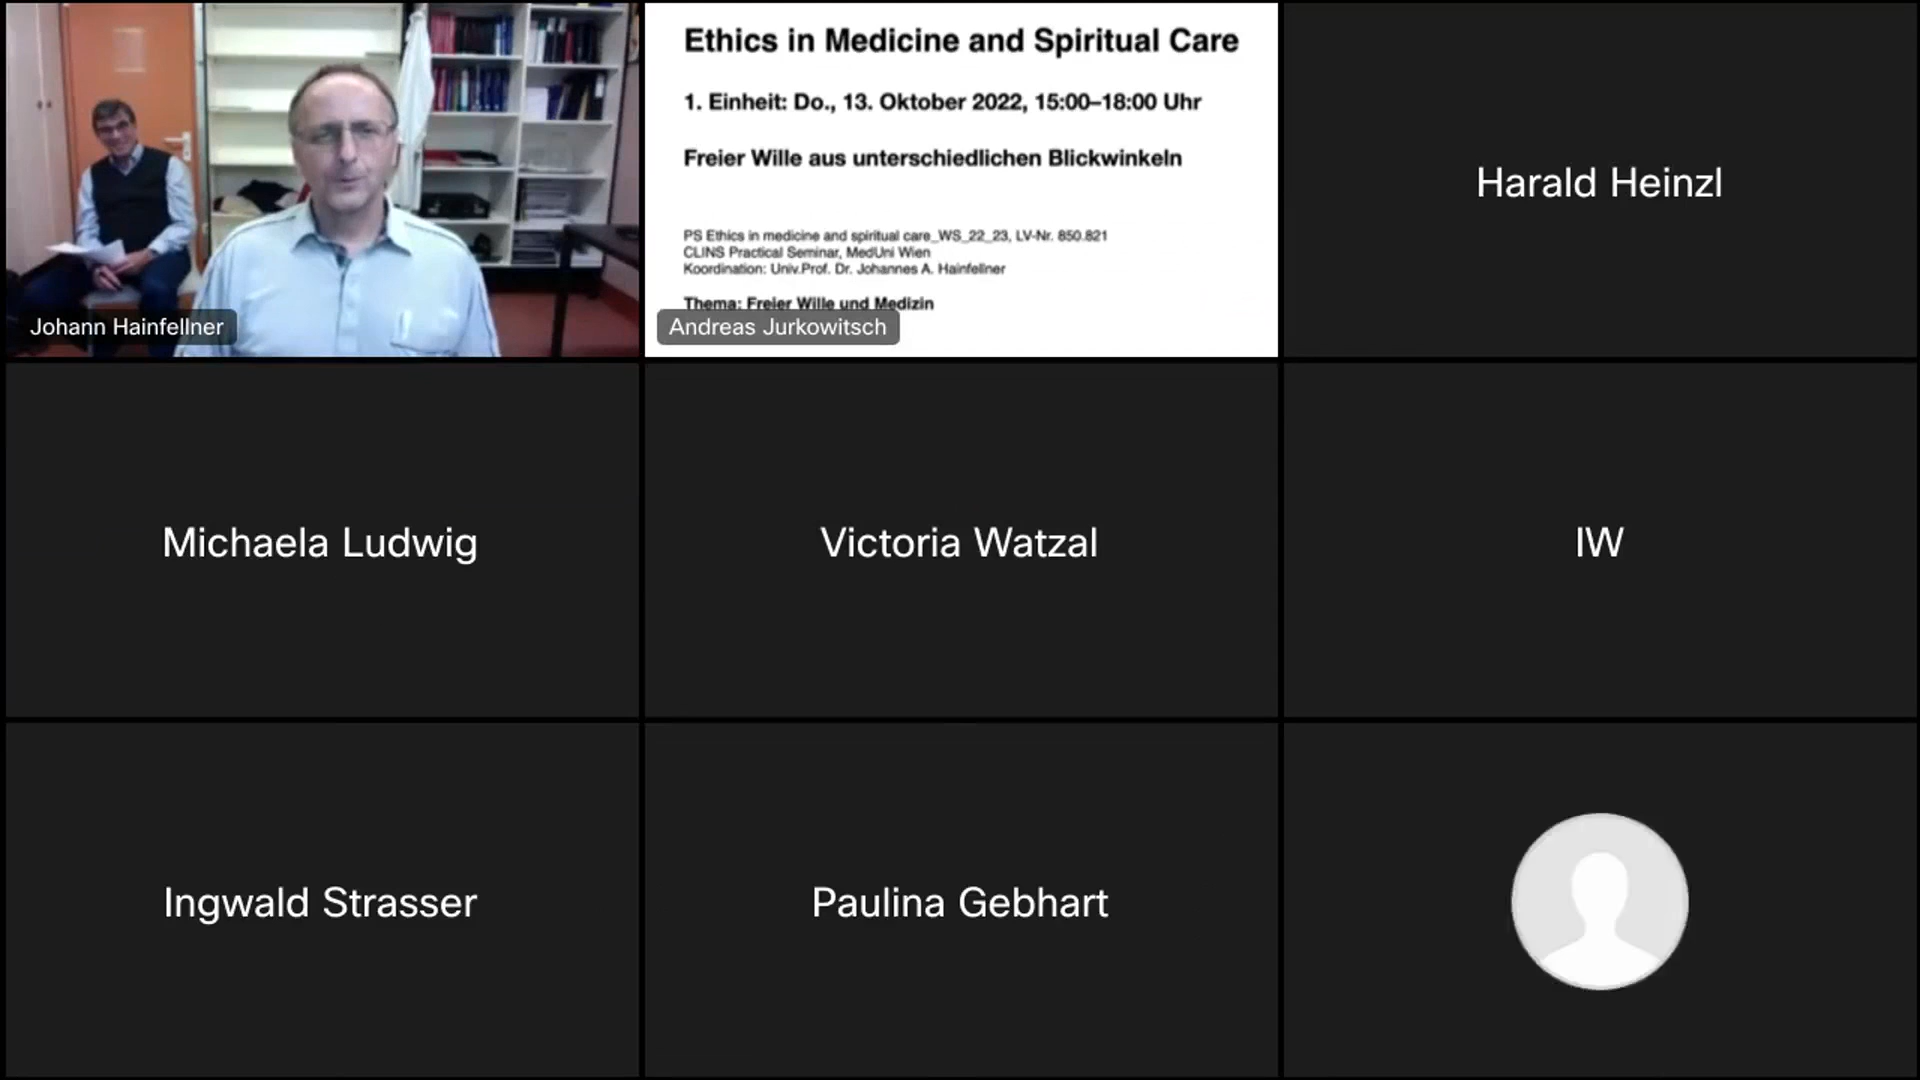 Ethics in Medicine and Spiritual Care
1. Einheit: Do., 13. Oktober 2022, 15:00–18:00 Uhr
Freier Wille aus unterschiedlichen Blickwinkeln
PS Ethics in medicine and spiritual care_WS_22_23, LV-Nr. 850.821
CLINS Practical Seminar, MedUni Wien
Koordination: Univ.Prof. Dr. Johannes A. Hainfellner
Thema: Freier Wille und Medizin
Johann Hainfellner
Andreas Jurkowitsch
Harald Heinzl
Michaela Ludwig
Victoria Watzal
IW
Ingwald Strasser
Paulina Gebhart